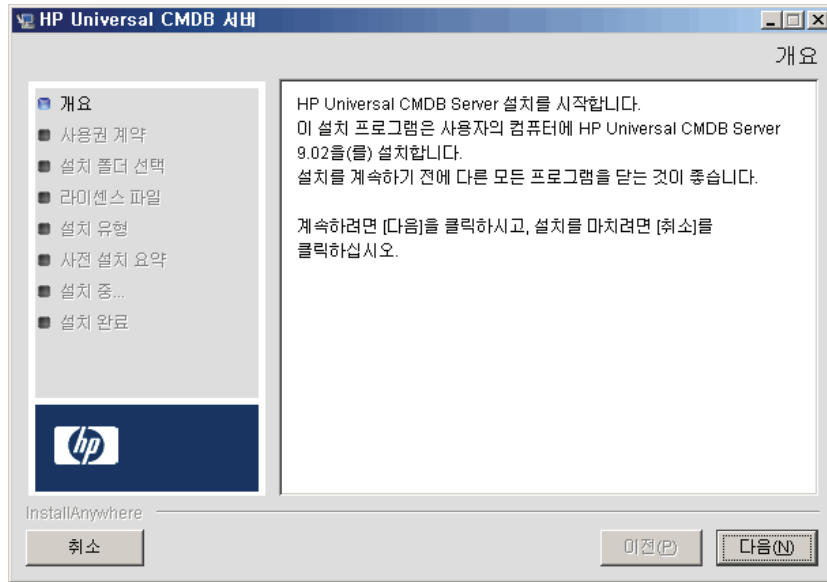 HP Universal CMDB 서버
개요
개요
사용권 계약
설치 폴더 선택
라이센스 파일
설치 유형
사전 설치 요약
설치 중...
설치 완료
HP Universal CMDB Server 설치를 시작합니다.
이 설치 프로그램은 사용자의 컴퓨터에 HP Universal CMDB Server
9.02을(를) 설치합니다.
설치를 계속하기 전에 다른 모든 프로그램을 닫는 것이 좋습니다.
계속하려면 [다음]을 클릭하시고, 설치를 마치려면 [취소]를
클릭하십시오.
hp
InstallAnywhere
취소
이전(P)
다음(N)